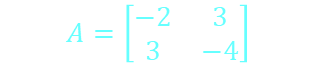 A = [−2 3
3 −4]